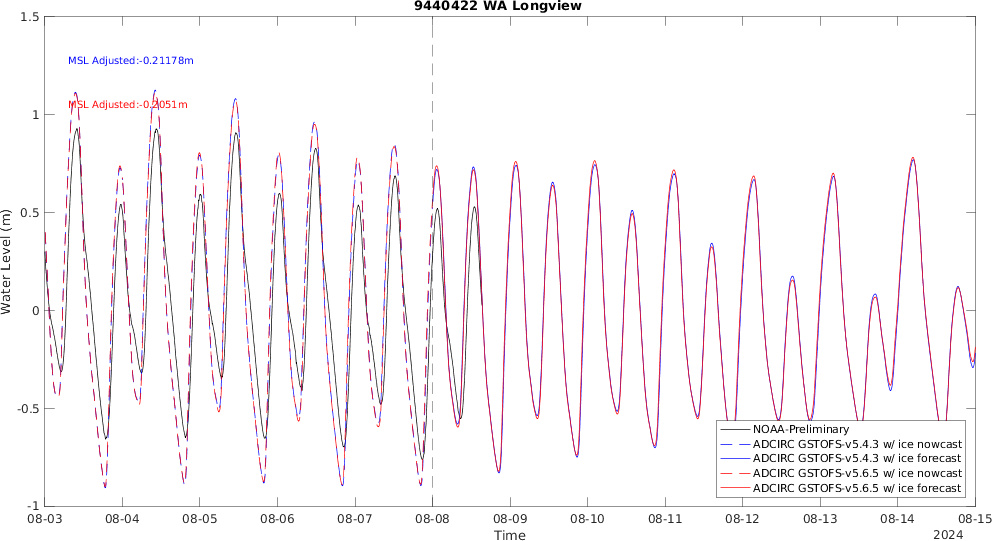 9440422 WA Longview
1.5
MSL Adjusted:-0.21178m
MSL Adjusted:-0.2051m
1
0.5
0
-0.5
-1
Water Level (m)
NOAA-Preliminary
ADCIRC GSTOFS-v5.4.3 w/ ice nowcast
ADCIRC GSTOFS-v5.4.3 w/ ice forecast
ADCIRC GSTOFS-v5.6.5 w/ ice nowcast
ADCIRC GSTOFS-v5.6.5 w/ ice forecast
08-03 08-04 08-05 08-06 08-07 08-08 08-09 08-10 08-11 08-12 08-13 08-14 08-15
Time
2024